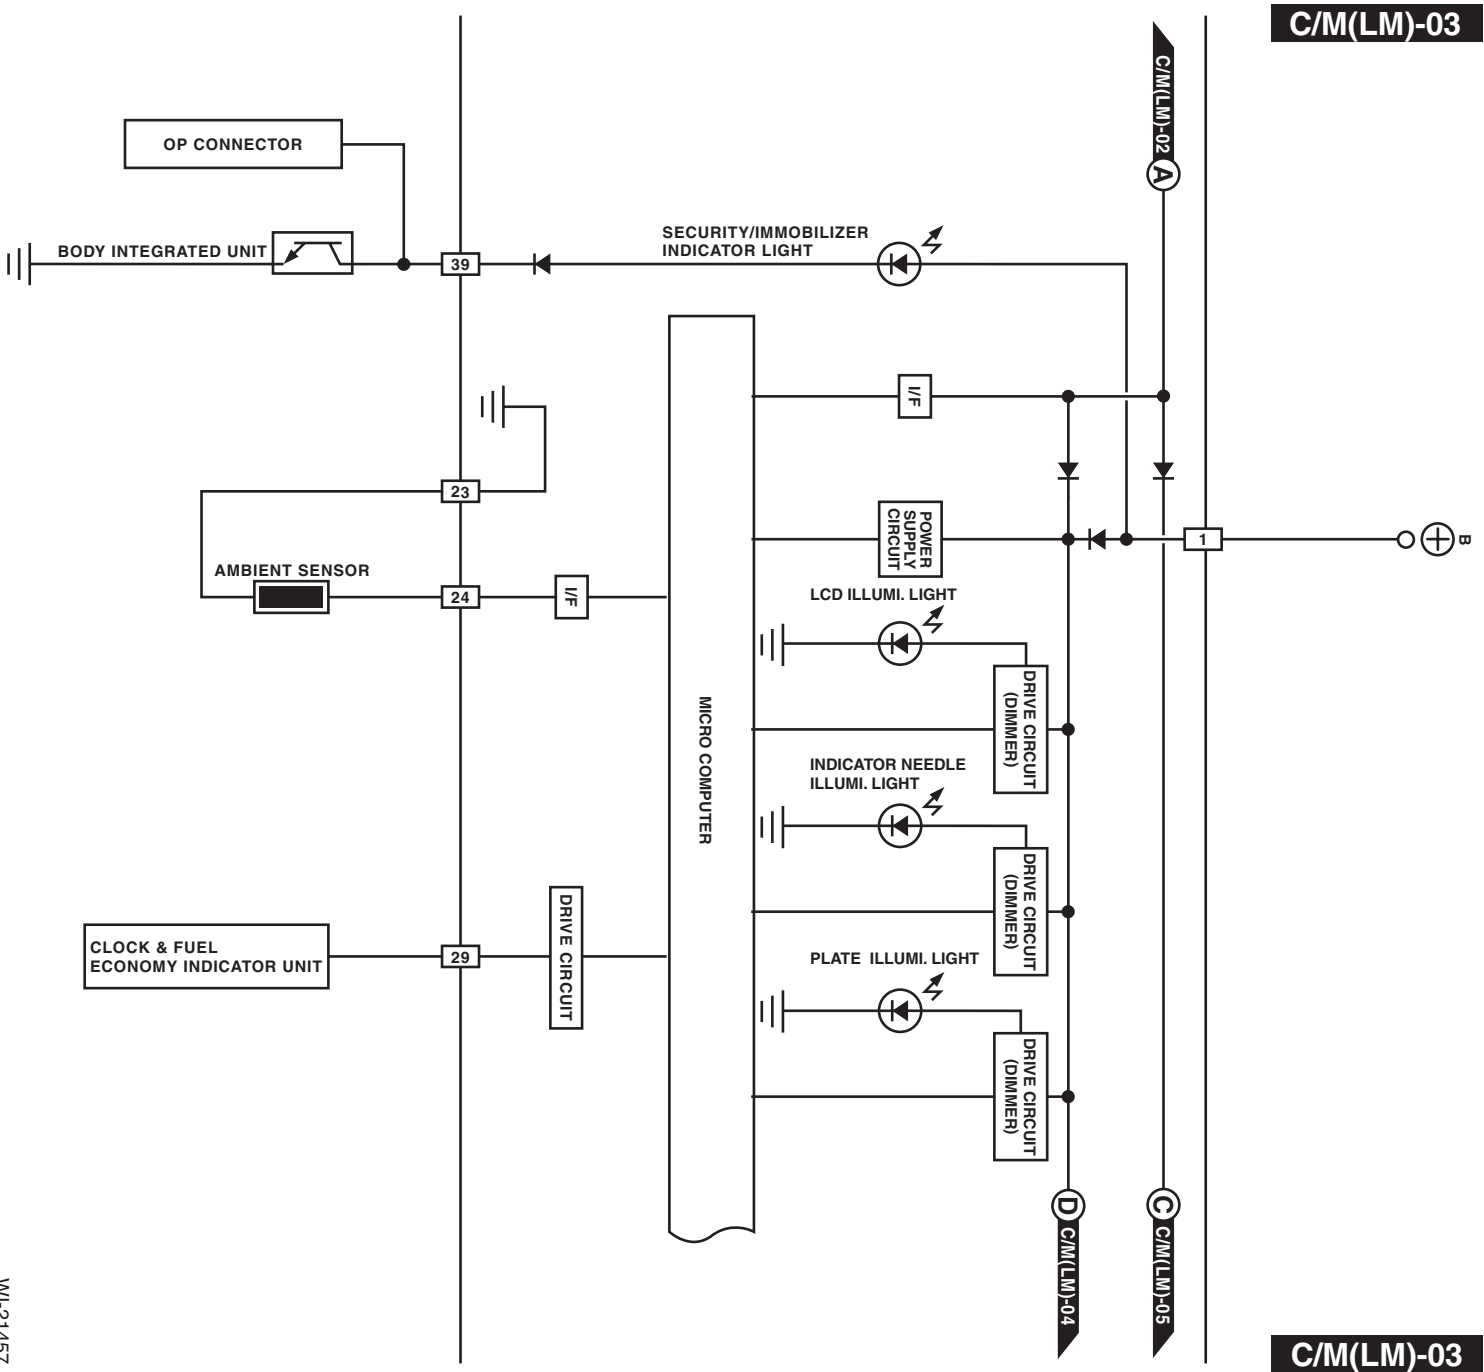 C/M(LM)-03
C/M(LM)-02
A
OP CONNECTOR
BODY INTEGRATED UNIT
39
SECURITY/IMMOBILIZER
INDICATOR LIGHT
I/F
23
POWER
SUPPLY
CIRCUIT
1
B
AMBIENT SENSOR
24
I/F
LCD ILLUMI. LIGHT
DRIVE CIRCUIT
(DIMMER)
MICRO COMPUTER
INDICATOR NEEDLE
ILLUMI. LIGHT
DRIVE CIRCUIT
(DIMMER)
CLOCK & FUEL
ECONOMY INDICATOR UNIT
29
DRIVE CIRCUIT
PLATE ILLUMI. LIGHT
DRIVE CIRCUIT
(DIMMER)
D
C/M(LM)-04
C
C/M(LM)-05
WI-21457
C/M(LM)-03